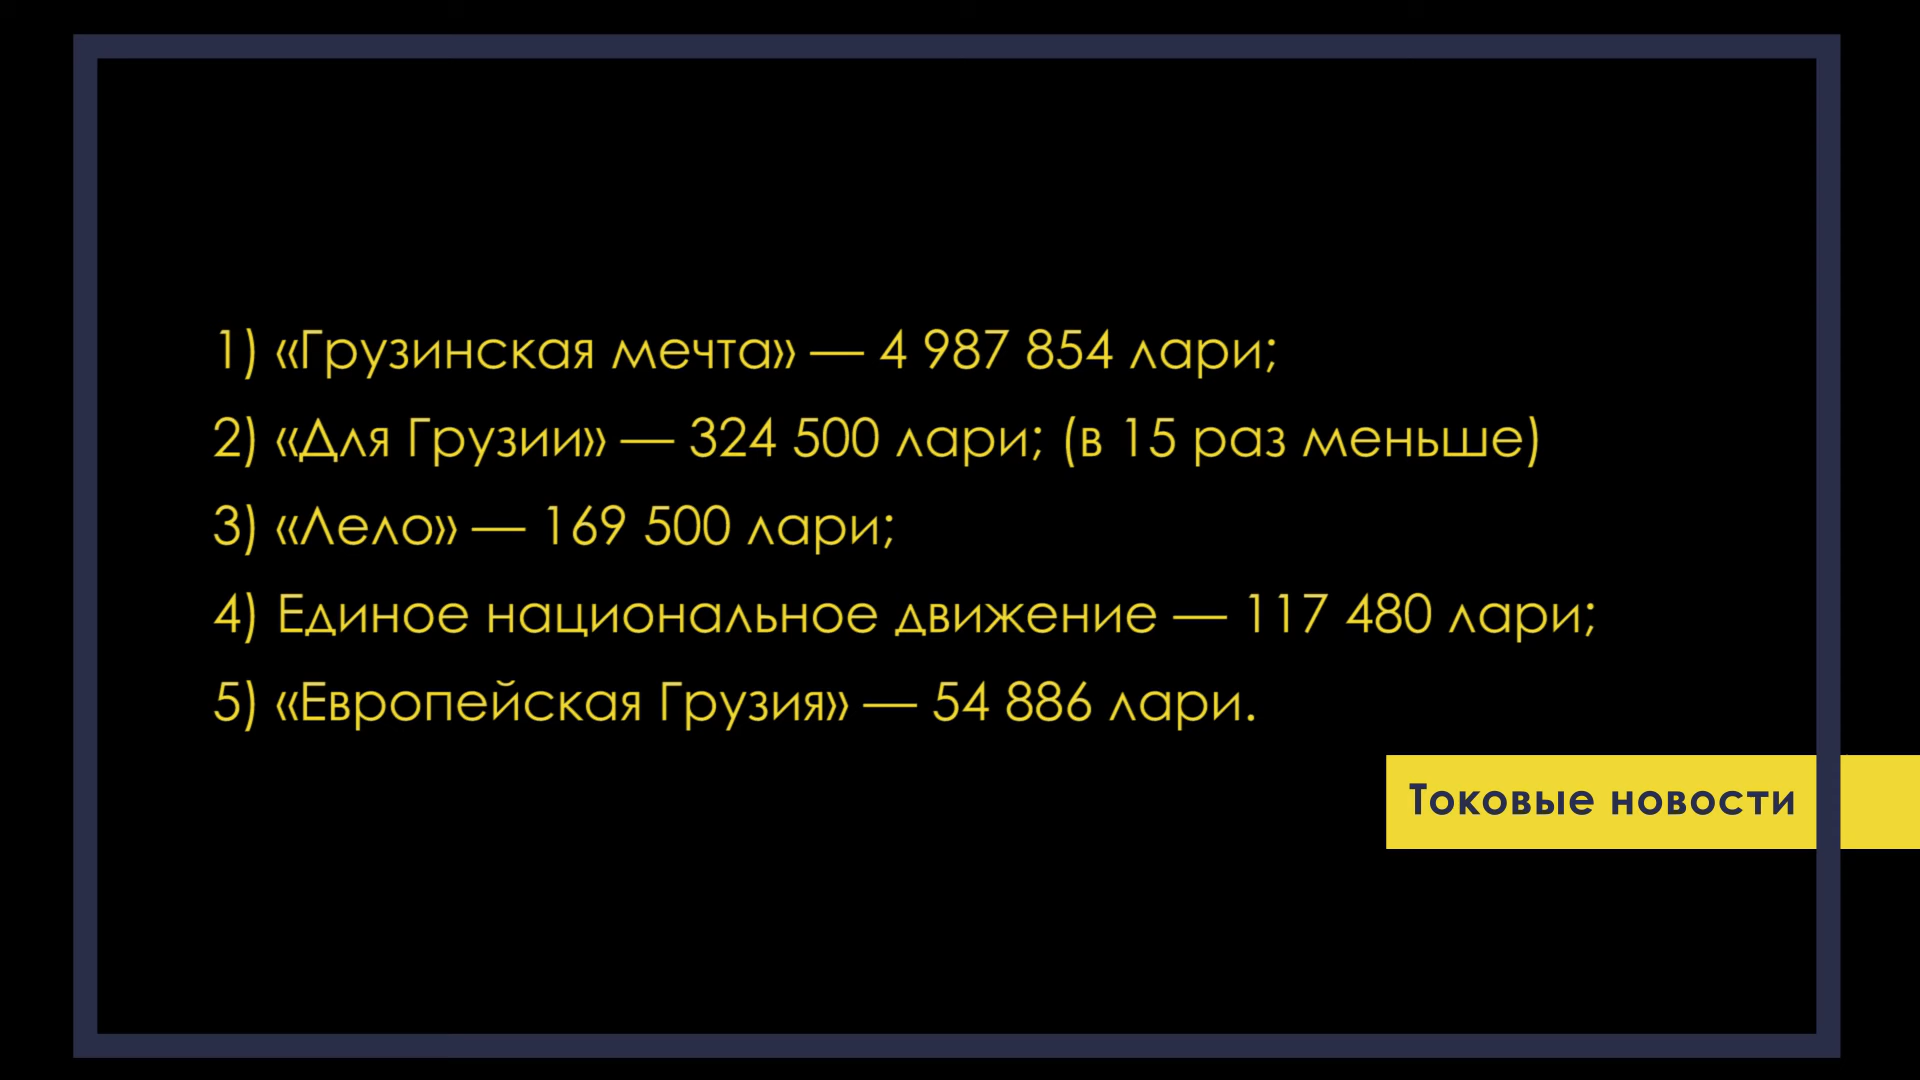 1) «Грузинская мечта» — 4 987 854 лари;
2) «Для Грузии» — 324 500 лари; (в 15 раз меньше)
3) «Лело» — 169 500 лари;
4) Единое национальное движение — 117 480 лари;
5) «Европейская Грузия» — 54 886 лари.
Токовые новости